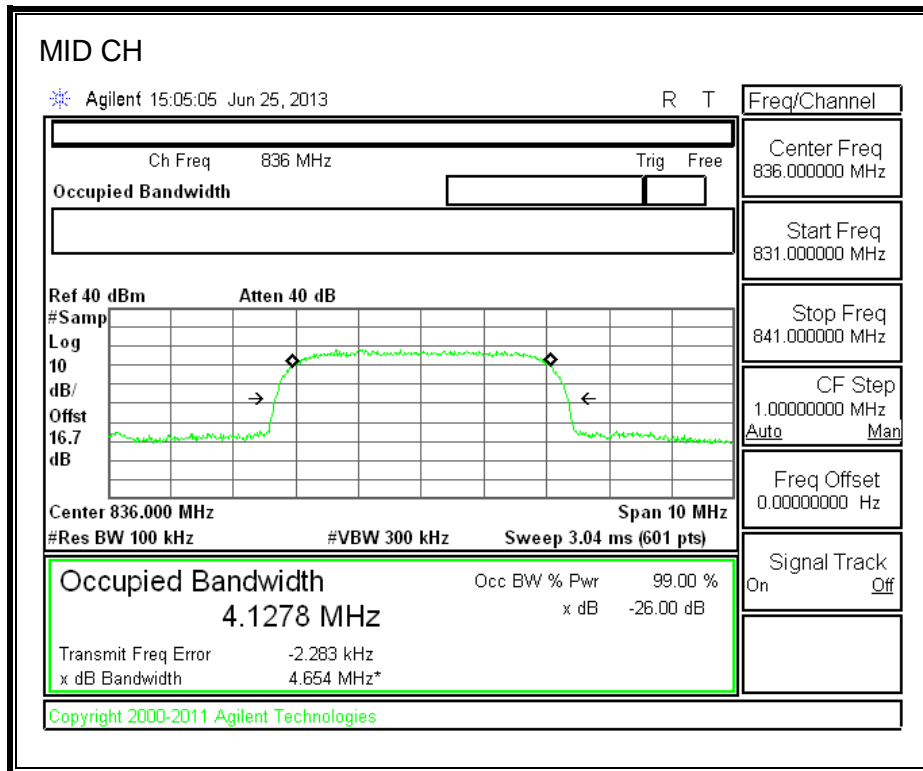 MID CH
Agilent 15:05:05 Jun 25, 2013 R T
Freq/Channel
Ch Freq 836 MHz Trig Free
Occupied Bandwidth
Center Freq
836.000000 MHz
Start Freq
831.000000 MHz
Stop Freq
841.000000 MHz
CF Step
1.00000000 MHz
Auto Man
Freq Offset
0.00000000 Hz
Signal Track
On Off
Ref 40 dBm Atten 40 dB
#Samp
Log
10
dB/
Offst
16.7
dB
Center 836.000 MHz Span 10 MHz
#Res BW 100 kHz #VBW 300 kHz Sweep 3.04 ms (601 pts)
Occupied Bandwidth Occ BW % Pwr 99.00 %
4.1278 MHz x dB -26.00 dB
Transmit Freq Error -2.283 kHz
x dB Bandwidth 4.654 MHz*
Copyright 2000-2011 Agilent Technologies